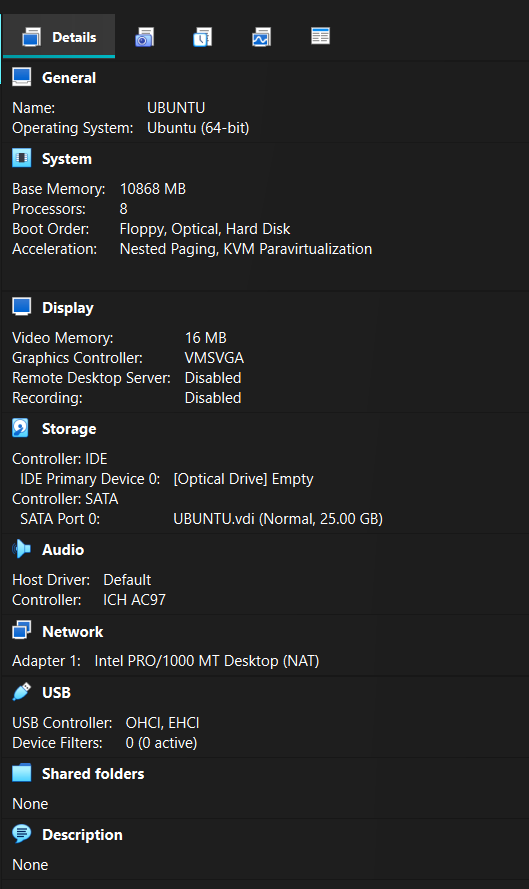 Details
General
Name: UBUNTU
Operating System: Ubuntu (64-bit)
System
Base Memory: 10868 MB
Processors: 8
Boot Order: Floppy, Optical, Hard Disk
Acceleration: Nested Paging, KVM Paravirtualization
Display
Video Memory: 16 MB
Graphics Controller: VMSVGA
Remote Desktop Server: Disabled
Recording: Disabled
Storage
Controller: IDE
IDE Primary Device 0: [Optical Drive] Empty
Controller: SATA
SATA Port 0: UBUNTU.vdi (Normal, 25.00 GB)
Audio
Host Driver: Default
Controller: ICH AC97
Network
Adapter 1: Intel PRO/1000 MT Desktop (NAT)
USB
USB Controller: OHCI, EHCI
Device Filters: 0 (0 active)
Shared folders
None
Description
None